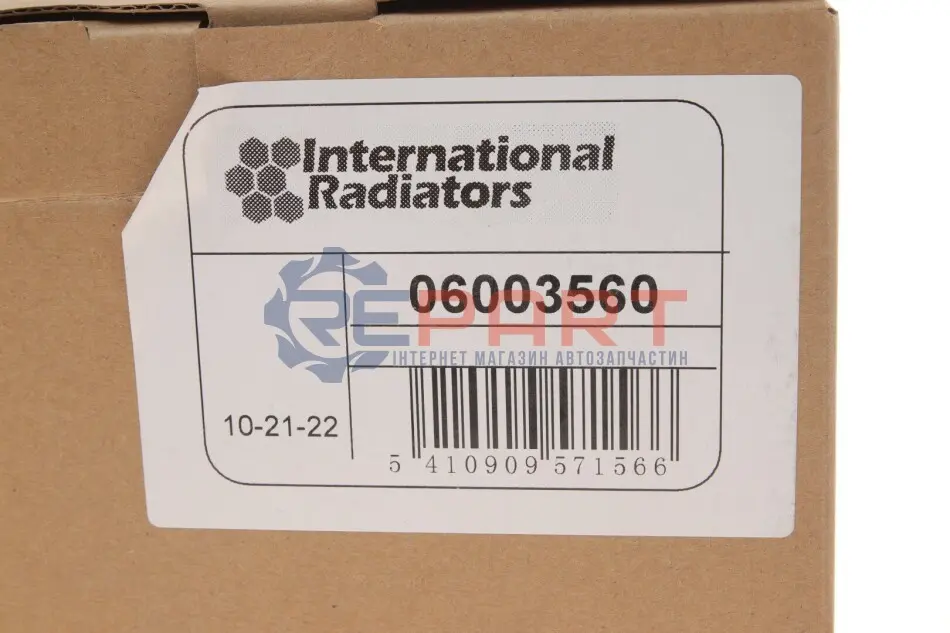 International
Radiators
06003560
REPART
ІНТЕРНЕТ МАГАЗИН АВТОЗАПЧАСТИН
10-21-22
5 410909 571566